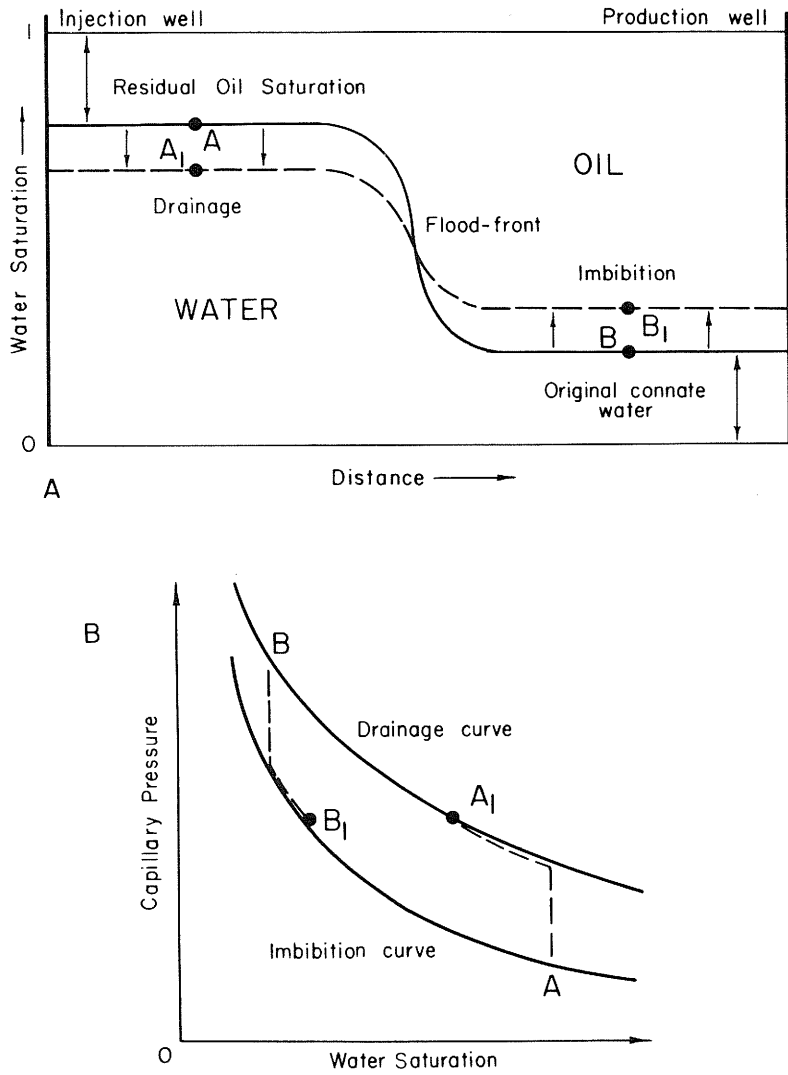 Injection well
Production well
1
Residual Oil Saturation
A
A1
OIL
Drainage
Flood-front
Imbibition
WATER
B
B1
Original connate
water
Water Saturation
0
Distance
A
B
B
Drainage curve
A1
B1
Capillary Pressure
Imbibition curve
A
0
Water Saturation